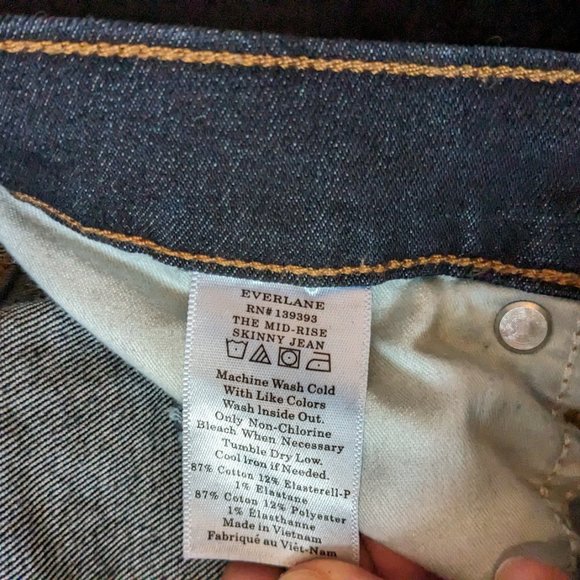 EVERLANE
RN# 139393
THE MID-RISE
SKINNY JEAN
Machine Wash Cold
With Like Colors
Wash Inside Out.
Only Non-Chlorine
Bleach When Necessary
Tumble Dry Low.
Cool Iron if Needed.
87% Cotton 12% Elasterell-P
1% Elastane
87% Coton 12% Polyester
1% Élasthanne
Made in Vietnam
Fabriqué au Viêt-Nam